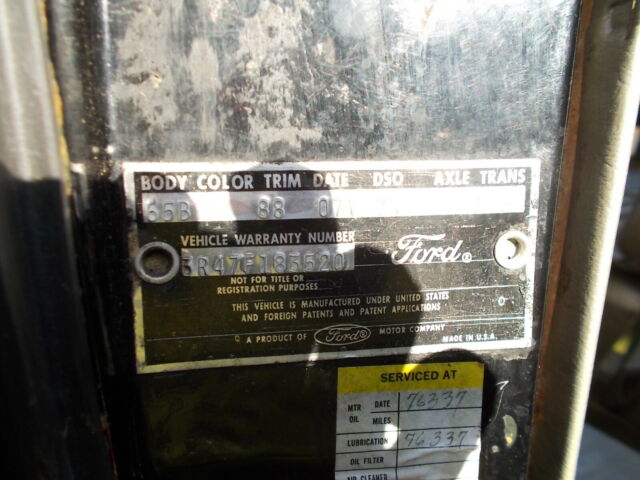 BODY COLOR TRIM DATE DSO AXLE TRANS
65B 88 07
VEHICLE WARRANTY NUMBER
3R47F185520
Ford®
NOT FOR TITLE OR
REGISTRATION PURPOSES
THIS VEHICLE IS MANUFACTURED UNDER UNITED STATES
AND FOREIGN PATENTS AND PATENT APPLICATIONS
A PRODUCT OF Ford® MOTOR COMPANY MADE IN U.S.A.
SERVICED AT
MTR OIL DATE 76337
MILES
LUBRICATION 76337
OIL FILTER
AIR CLEANER